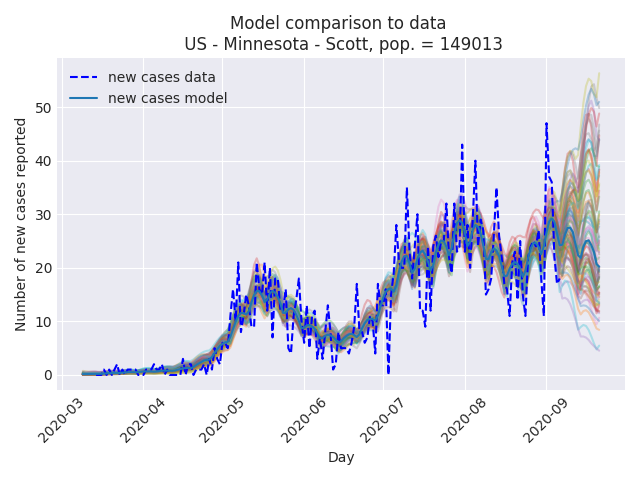 Model comparison to data
US - Minnesota - Scott, pop. = 149013
new cases data
new cases model
Number of new cases reported
50
40
30
20
10
0
2020-03
2020-04
2020-05
2020-06
2020-07
2020-08
2020-09
Day